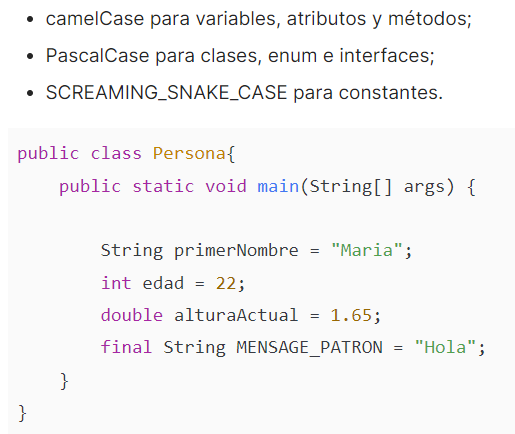 • camelCase para variables, atributos y métodos;
• PascalCase para clases, enum e interfaces;
• SCREAMING_SNAKE_CASE para constantes.
public class Persona{
    public static void main(String[] args) {

        String primerNombre = "Maria";
        int edad = 22;
        double alturaActual = 1.65;
        final String MENSAGE_PATRON = "Hola";
    }
}